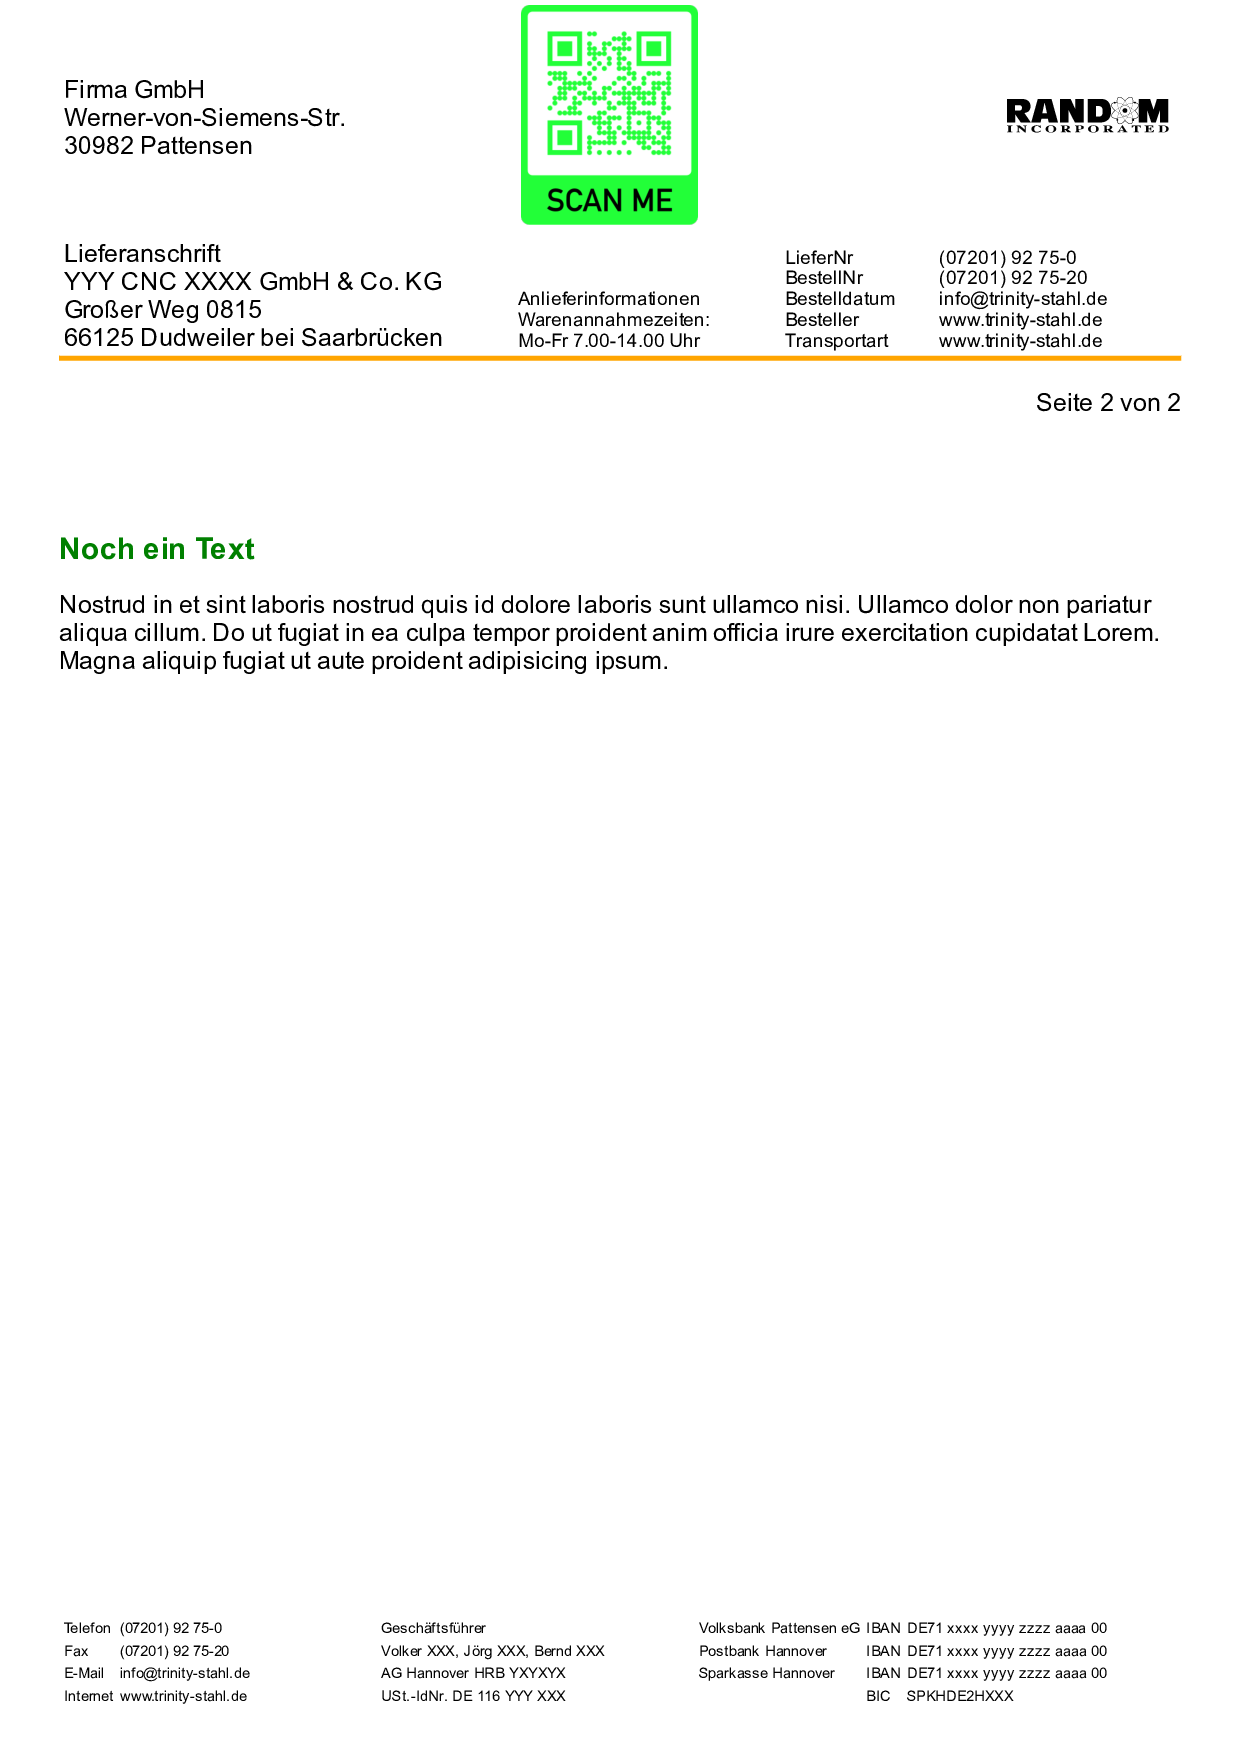 Firma GmbH
Werner-von-Siemens-Str.
30982 Pattensen
SCAN ME
RANDOM
INCORPORATED
Lieferanschrift
YYY CNC XXXX GmbH & Co. KG
Großer Weg 0815
66125 Dudweiler bei Saarbrücken
Anlieferinformationen
Warenannahmezeiten:
Mo-Fr 7.00-14.00 Uhr
LieferNr (07201) 92 75-0
BestellNr (07201) 92 75-20
Bestelldatum info@trinity-stahl.de
Besteller www.trinity-stahl.de
Transportart www.trinity-stahl.de
Seite 2 von 2
Noch ein Text
Nostrud in et sint laboris nostrud quis id dolore laboris sunt ullamco nisi. Ullamco dolor non pariatur
aliqua cillum. Do ut fugiat in ea culpa tempor proident anim officia irure exercitation cupidatat Lorem.
Magna aliquip fugiat ut aute proident adipisicing ipsum.
Telefon (07201) 92 75-0
Fax (07201) 92 75-20
E-Mail info@trinity-stahl.de
Internet www.trinity-stahl.de
Geschäftsführer
Volker XXX, Jörg XXX, Bernd XXX
AG Hannover HRB YXYXYX
USt.-IdNr. DE 116 YYY XXX
Volksbank Pattensen eG IBAN DE71 xxxx yyyy zzzz aaaa 00
Postbank Hannover IBAN DE71 xxxx yyyy zzzz aaaa 00
Sparkasse Hannover IBAN DE71 xxxx yyyy zzzz aaaa 00
BIC SPKHDE2HXXX